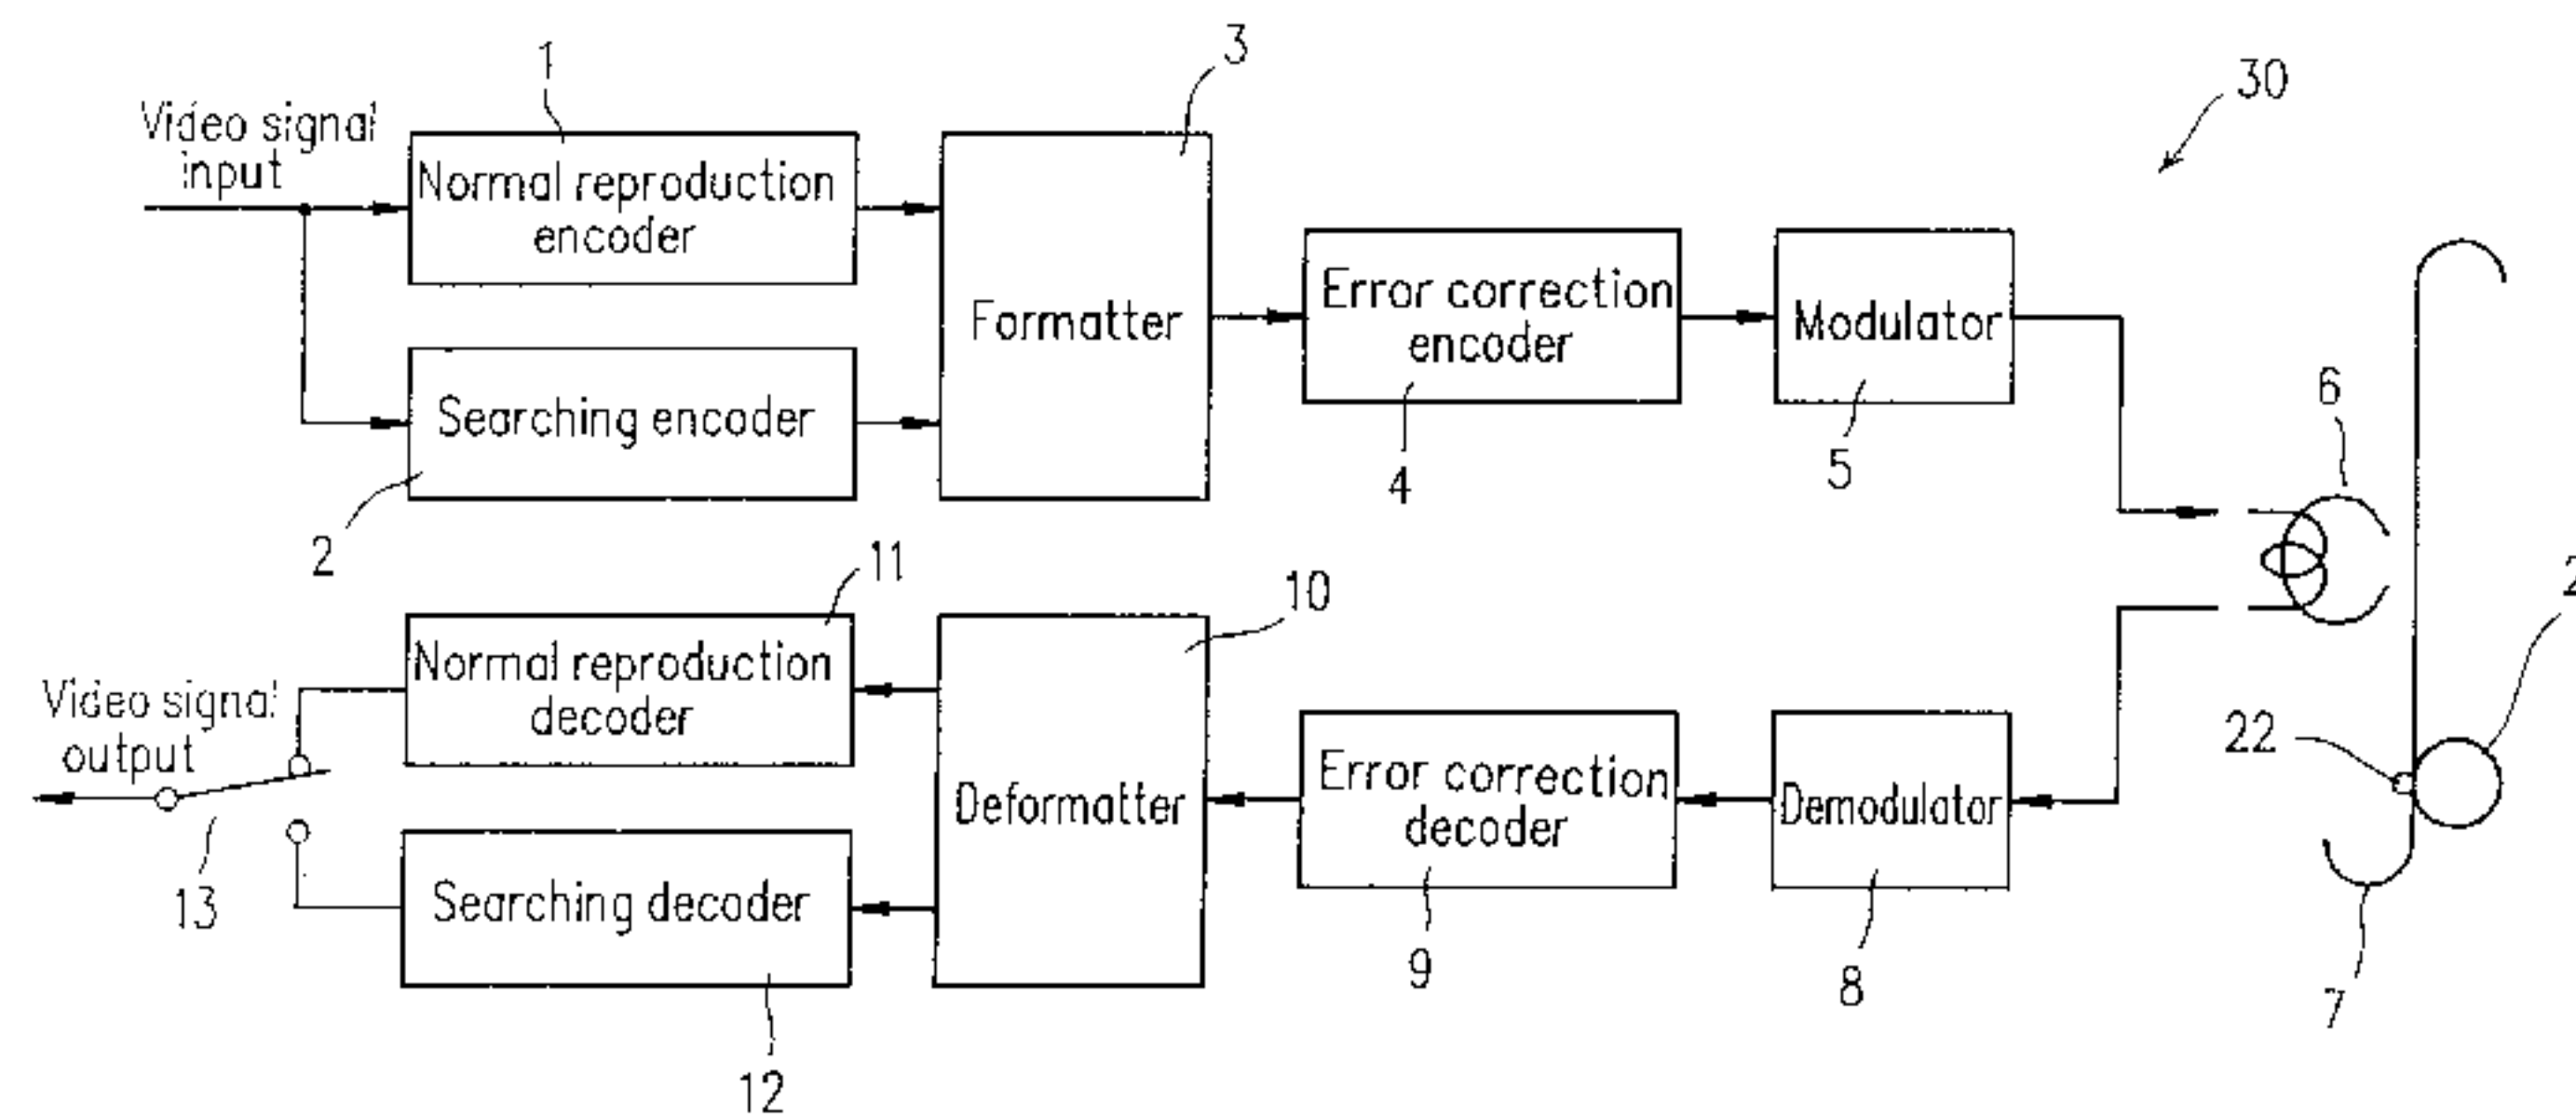 1
3
30
Video signal
input
Normal reproduction
encoder
Formatter
Error correction
encoder
Modulator
Searching encoder
2
4
5
6
11
10
Normal reproduction
decoder
Video signal
output
Deformatter
Error correction
decoder
Demodulator
22
Searching decoder
13
9
8
7
12